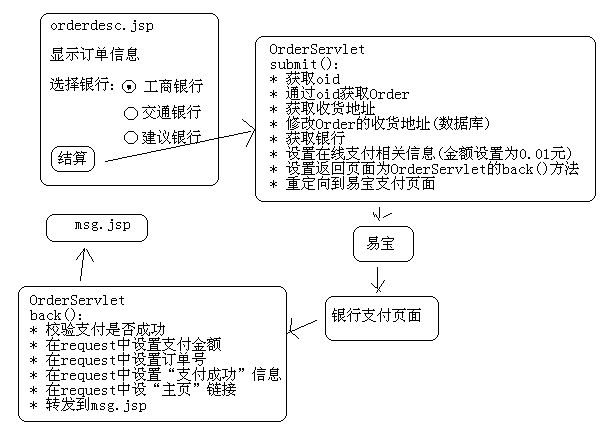 orderdesc.jsp
显示订单信息
选择银行: 工商银行
交通银行
建议银行
结算
OrderServlet
submit():
* 获取oid
* 通过oid获取Order
* 获取收货地址
* 修改Order的收货地址(数据库)
* 获取银行
* 设置在线支付相关信息(金额设置为0.01元)
* 设置返回页面为OrderServlet的back()方法
* 重定向到易宝支付页面
易宝
银行支付页面
OrderServlet
back():
* 校验支付是否成功
* 在request中设置支付金额
* 在request中设置订单号
* 在request中设置“支付成功”信息
* 在request中设“主页”链接
* 转发到msg.jsp
msg.jsp